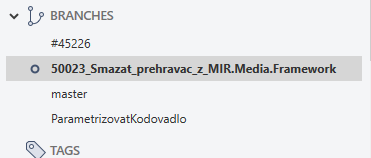 BRANCHES
#45226
50023_Smazat_prehravac_z_MIR.Media.Framework
master
ParametrizovatKodovadlo
TAGS